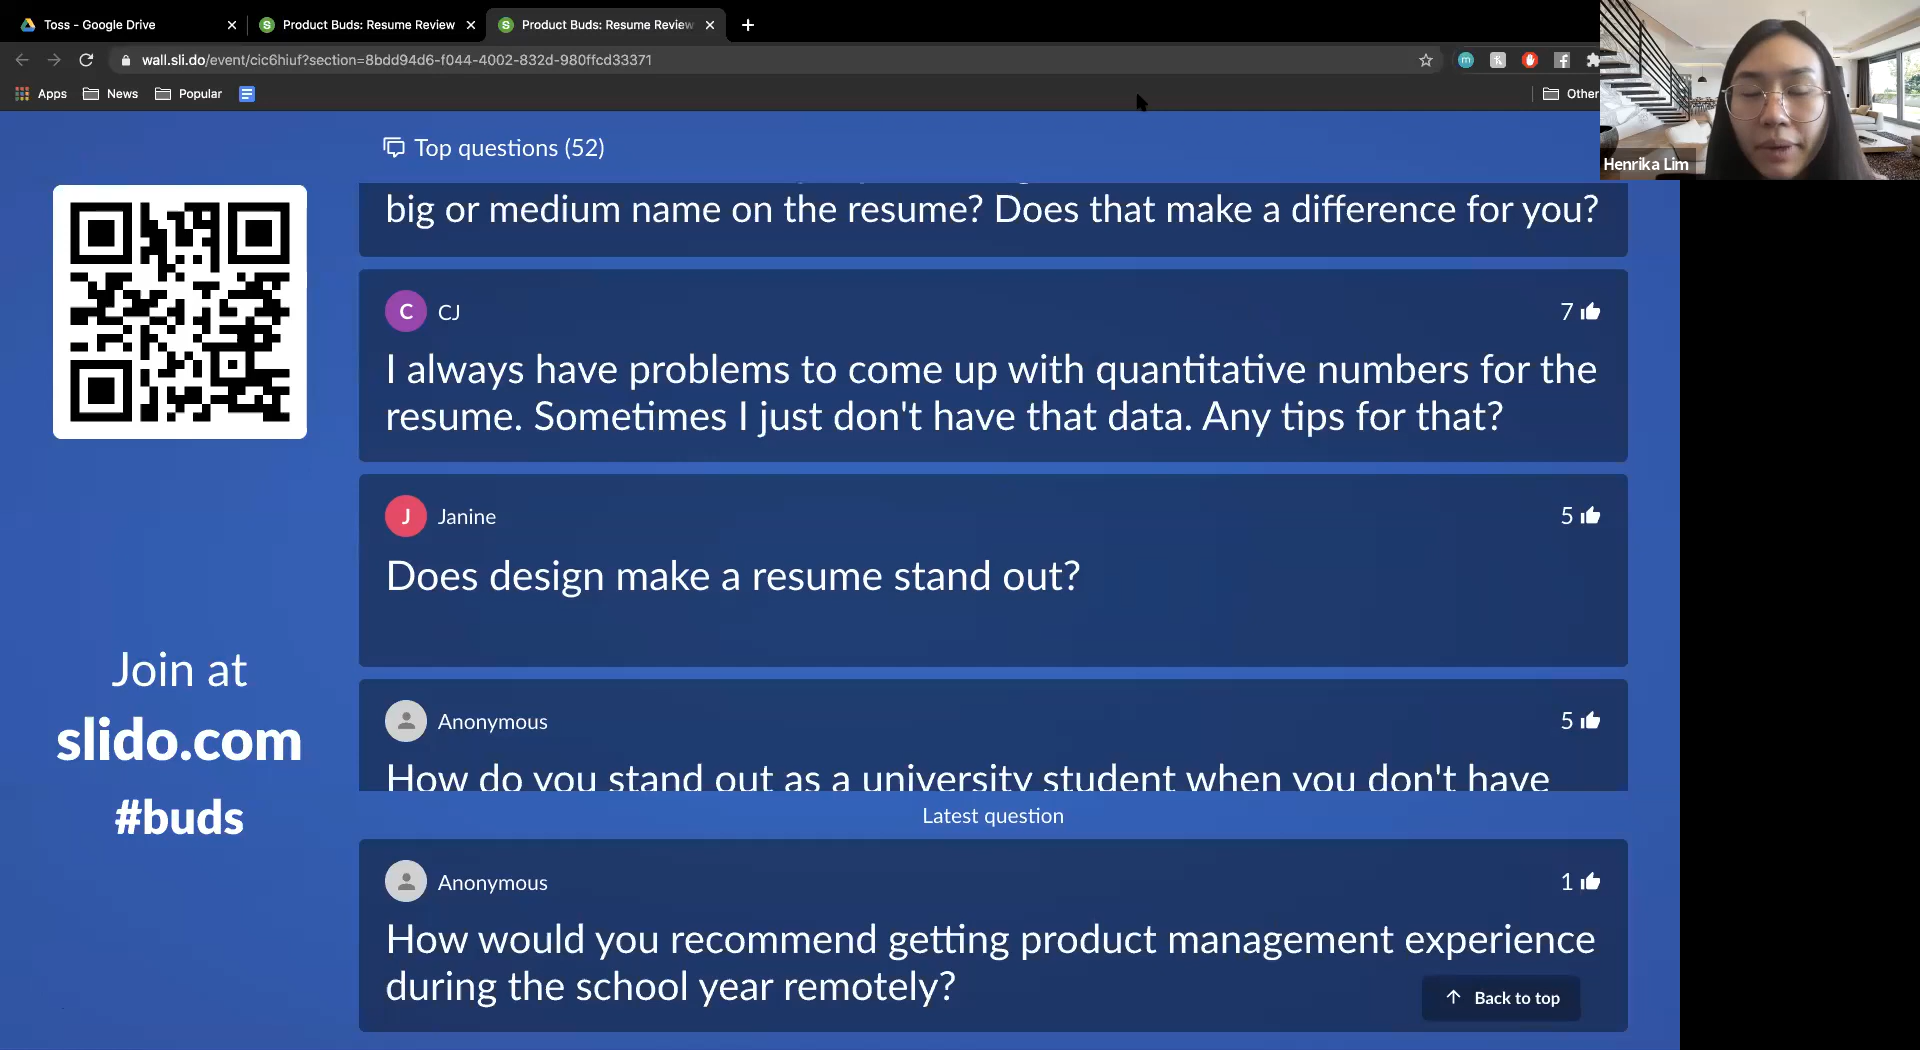 Toss - Google Drive
Product Buds: Resume Review
Product Buds: Resume Review
wall.sli.do/event/cic6hiuf?section=8bdd94d6-f044-4002-832d-980ffcd33371
Apps
News
Popular
Other
Henrika Lim
Top questions (52)
big or medium name on the resume? Does that make a difference for you?
C
CJ
7
I always have problems to come up with quantitative numbers for the
resume. Sometimes I just don't have that data. Any tips for that?
J
Janine
5
Does design make a resume stand out?
Anonymous
5
How do you stand out as a university student when you don't have
Join at
slido.com
#buds
Latest question
Anonymous
1
How would you recommend getting product management experience
during the school year remotely?
Back to top